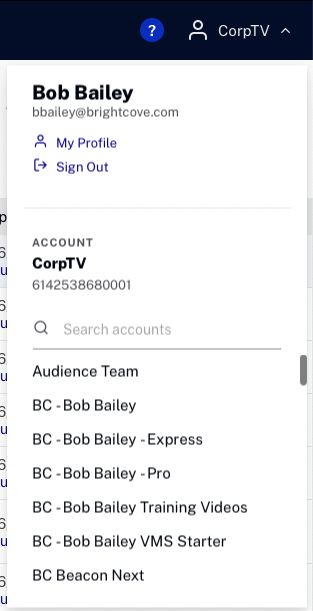 ?
CorpTV
Bob Bailey
bbailey@brightcove.com
My Profile
Sign Out
ACCOUNT
CorpTV
6142538680001
Search accounts
Audience Team
BC - Bob Bailey
BC - Bob Bailey - Express
BC - Bob Bailey - Pro
BC - Bob Bailey Training Videos
BC - Bob Bailey VMS Starter
BC Beacon Next